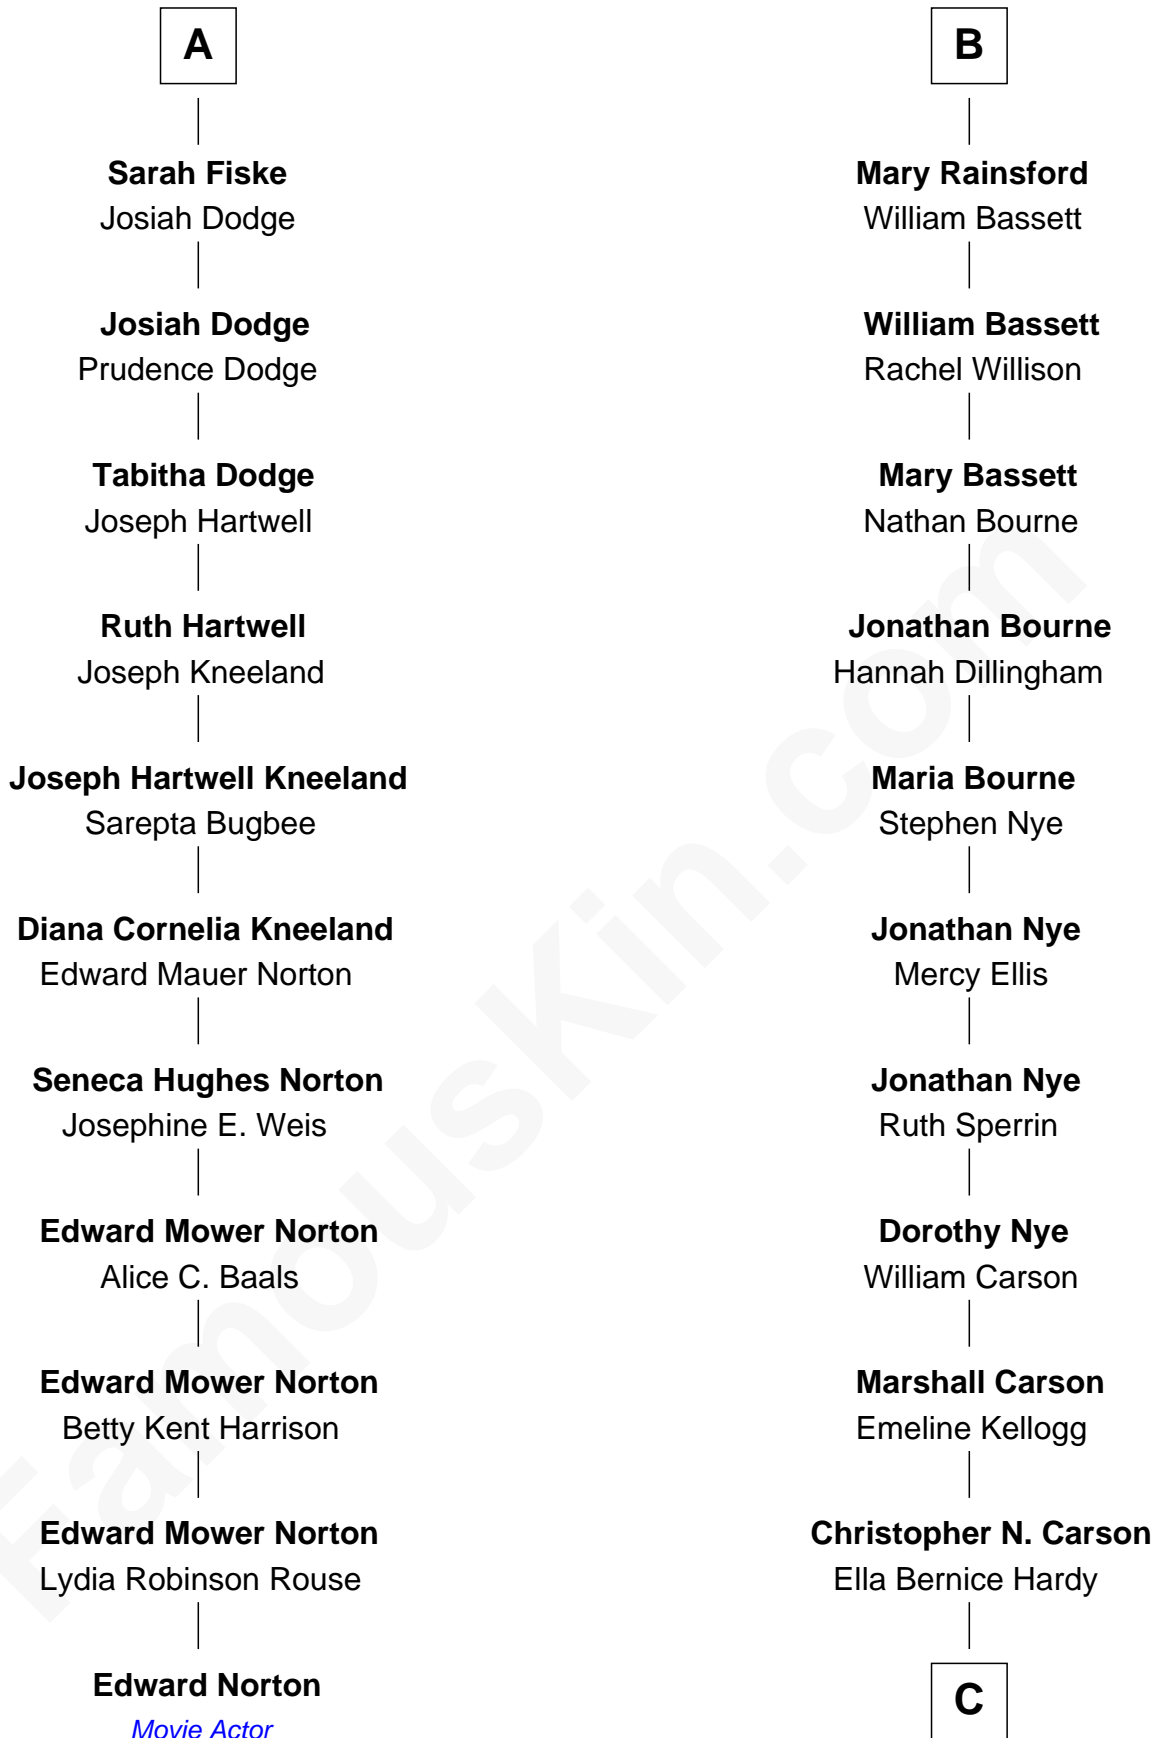 A
Sarah Fiske
Josiah Dodge
Josiah Dodge
Prudence Dodge
Tabitha Dodge
Joseph Hartwell
Ruth Hartwell
Joseph Kneeland
Joseph Hartwell Kneeland
Sarepta Bugbee
Diana Cornelia Kneeland
Edward Mauer Norton
Seneca Hughes Norton
Josephine E. Weis
Edward Mower Norton
Alice C. Baals
Edward Mower Norton
Betty Kent Harrison
Edward Mower Norton
Lydia Robinson Rouse
Edward Norton
Movie Actor
B
Mary Rainsford
William Bassett
William Bassett
Rachel Willison
Mary Bassett
Nathan Bourne
Jonathan Bourne
Hannah Dillingham
Maria Bourne
Stephen Nye
Jonathan Nye
Mercy Ellis
Jonathan Nye
Ruth Sperrin
Dorothy Nye
William Carson
Marshall Carson
Emeline Kellogg
Christopher N. Carson
Ella Bernice Hardy
C
FamousKin.com